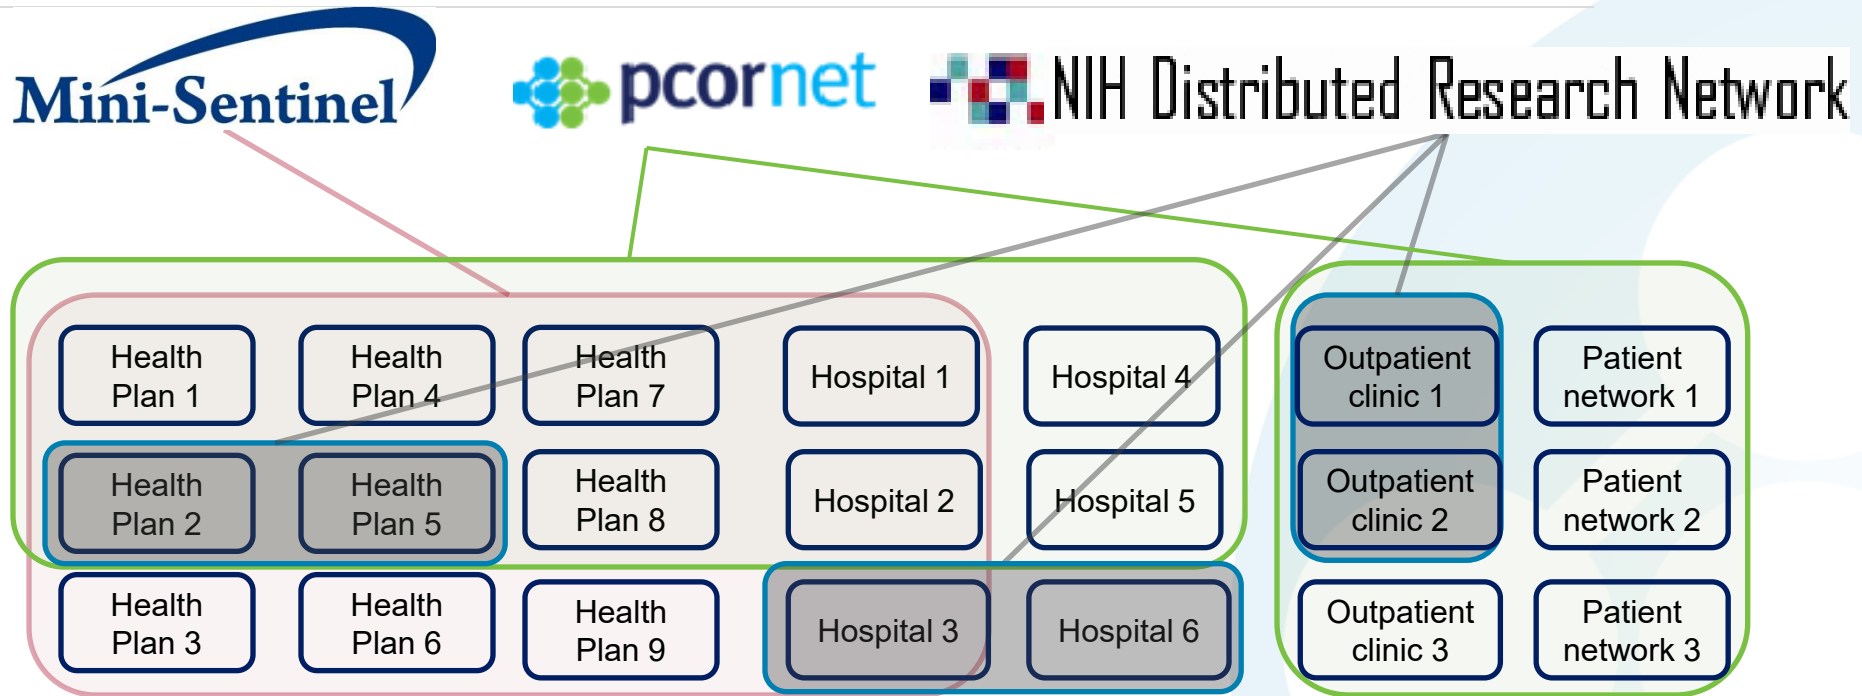 Mini-Sentinel
pcornet
NIH Distributed Research Network
Health
Plan 1
Health
Plan 4
Health
Plan 7
Hospital 1
Hospital 4
Outpatient
clinic 1
Patient
network 1
Health
Plan 2
Health
Plan 5
Health
Plan 8
Hospital 2
Hospital 5
Outpatient
clinic 2
Patient
network 2
Health
Plan 3
Health
Plan 6
Health
Plan 9
Hospital 3
Hospital 6
Outpatient
clinic 3
Patient
network 3